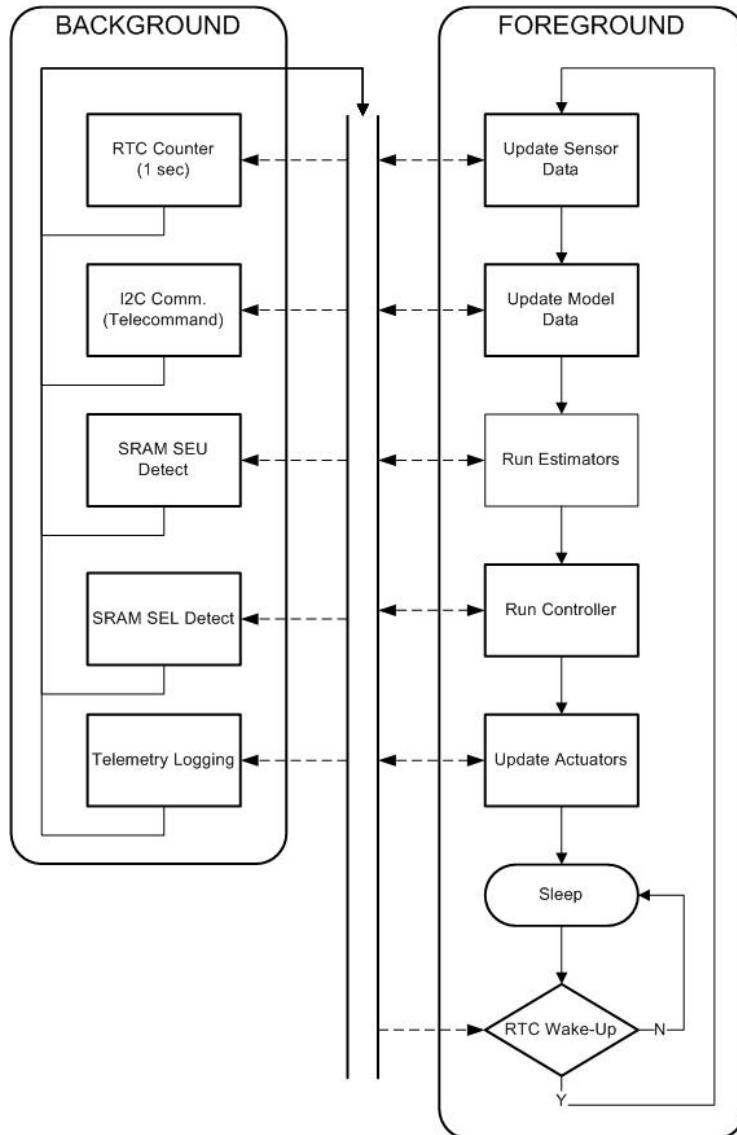 BACKGROUND
RTC Counter
(1 sec)
I2C Comm.
(Telecommand)
SRAM SEU
Detect
SRAM SEL Detect
Telemetry Logging
FOREGROUND
Update Sensor
Data
Update Model
Data
Run Estimators
Run Controller
Update Actuators
Sleep
RTC Wake-Up
N
Y